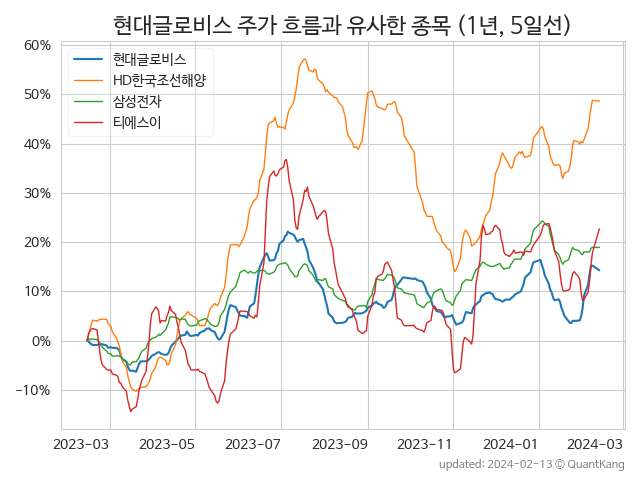 현대글로비스 주가 흐름과 유사한 종목 (1년, 5일선)
60%
50%
40%
30%
20%
10%
0%
−10%
현대글로비스
HD한국조선해양
삼성전자
티에스이
2023-03 2023-05 2023-07 2023-09 2023-11 2024-01 2024-03
updated: 2024-02-13 © QuantKang